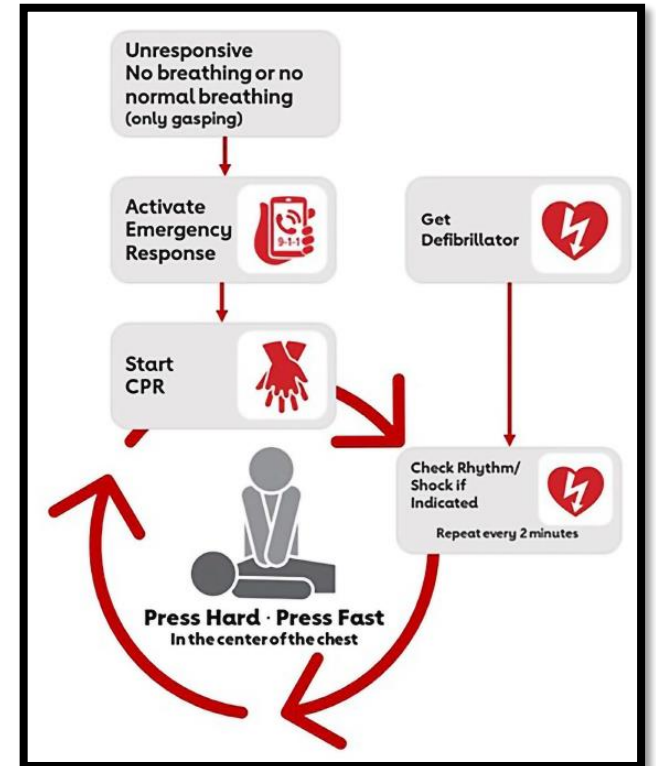 Unresponsive
No breathing or no
normal breathing
(only gasping)
Activate
Emergency
Response
9-1-1
Get
Defibrillator
Start
CPR
Check Rhythm/
Shock if
Indicated
Repeat every 2 minutes
Press Hard · Press Fast
In the center of the chest